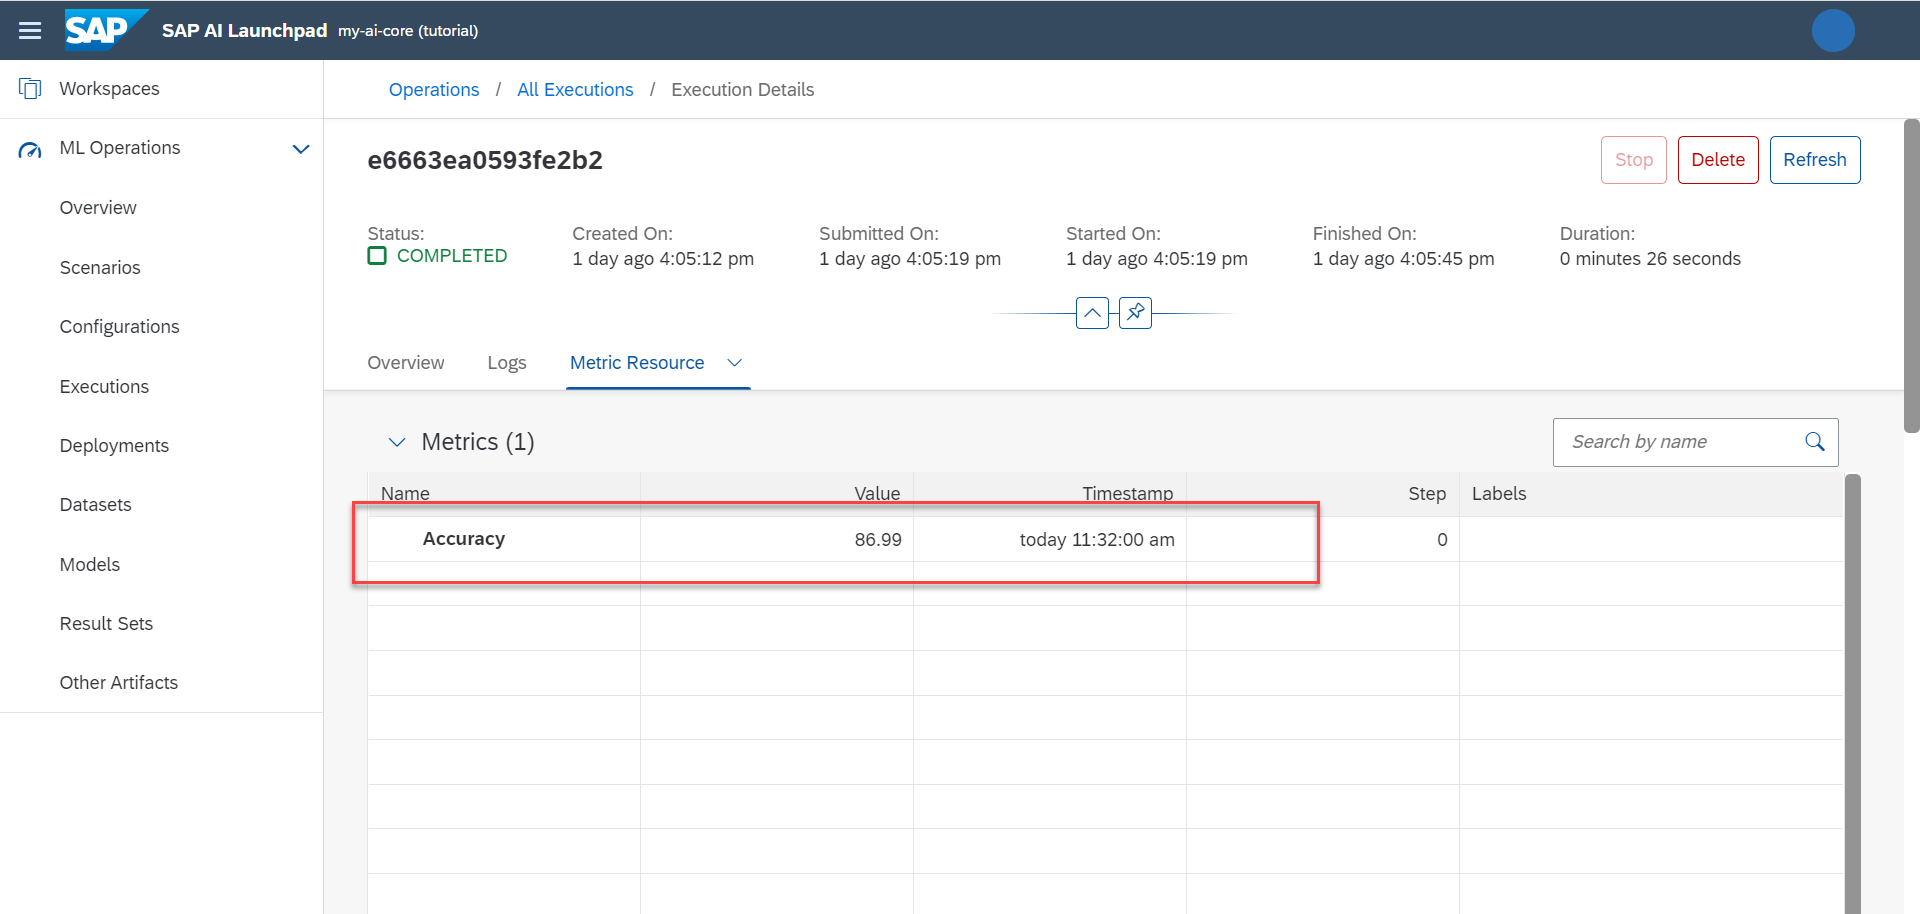 SAP SAP AI Launchpad my-ai-core (tutorial)
Workspaces
ML Operations
Overview
Scenarios
Configurations
Executions
Deployments
Datasets
Models
Result Sets
Other Artifacts
Operations / All Executions / Execution Details
e6663ea0593fe2b2
Stop Delete Refresh
Status: Created On: Submitted On: Started On: Finished On: Duration:
COMPLETED 1 day ago 4:05:12 pm 1 day ago 4:05:19 pm 1 day ago 4:05:19 pm 1 day ago 4:05:45 pm 0 minutes 26 seconds
Overview Logs Metric Resource
Metrics (1) Search by name
Name Value Timestamp Step Labels
Accuracy 86.99 today 11:32:00 am 0